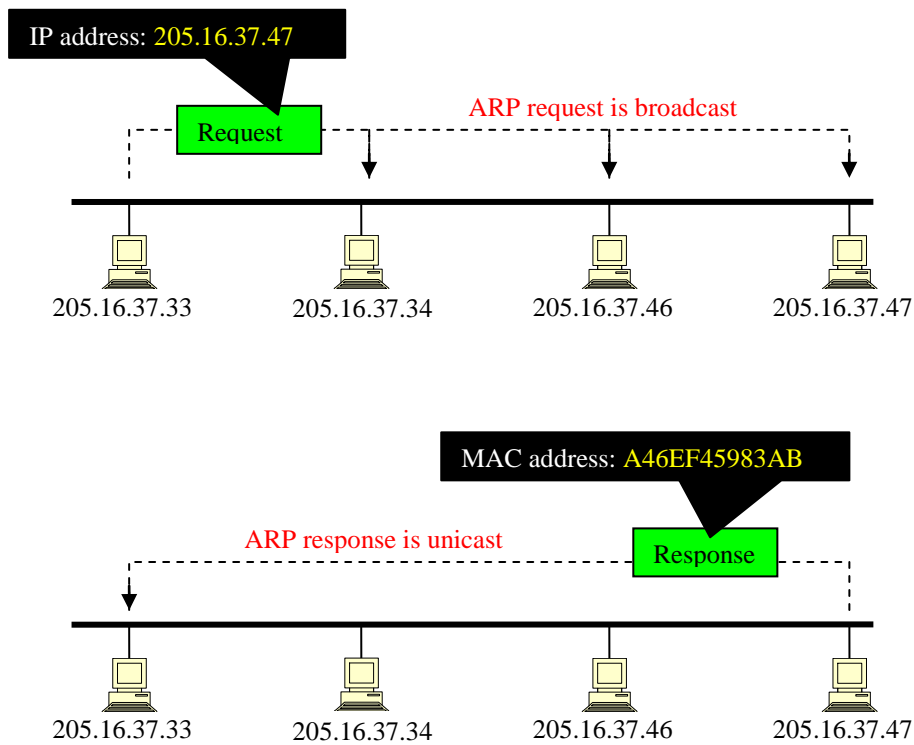 IP address: 205.16.37.47
ARP request is broadcast
Request
205.16.37.33 205.16.37.34 205.16.37.46 205.16.37.47
MAC address: A46EF45983AB
ARP response is unicast
Response
205.16.37.33 205.16.37.34 205.16.37.46 205.16.37.47